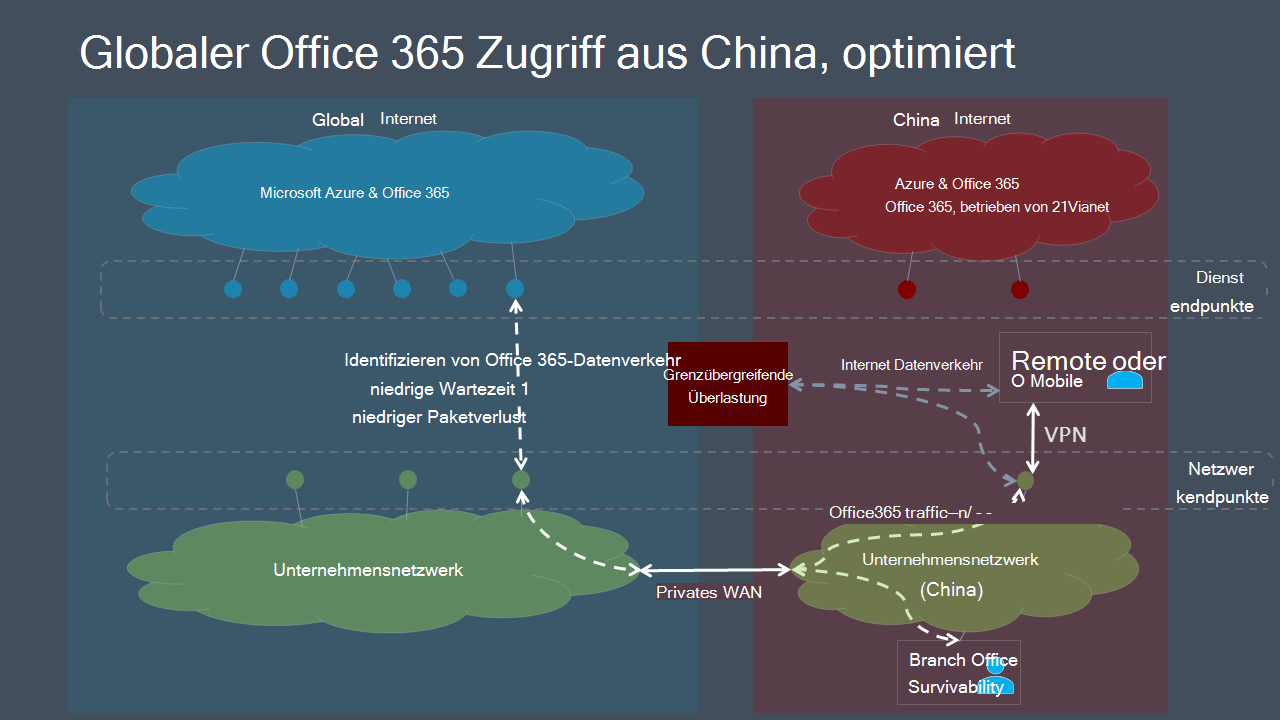 Globaler Office 365 Zugriff aus China, optimiert
Global Internet
China Internet
Microsoft Azure & Office 365
Azure & Office 365
Office 365, betrieben von 21Vianet
Dienst
endpunkte
Identifizieren von Office 365-Datenverkehr
niedrige Wartezeit 1
niedriger Paketverlust
Grenzübergreifende
Überlastung
Internet Datenverkehr
Remote oder
O Mobile
VPN
Netzwer
kendpunkte
Office365 traffic—n/ - -
Unternehmensnetzwerk
Unternehmensnetzwerk
(China)
Privates WAN
Branch Office
Survivability